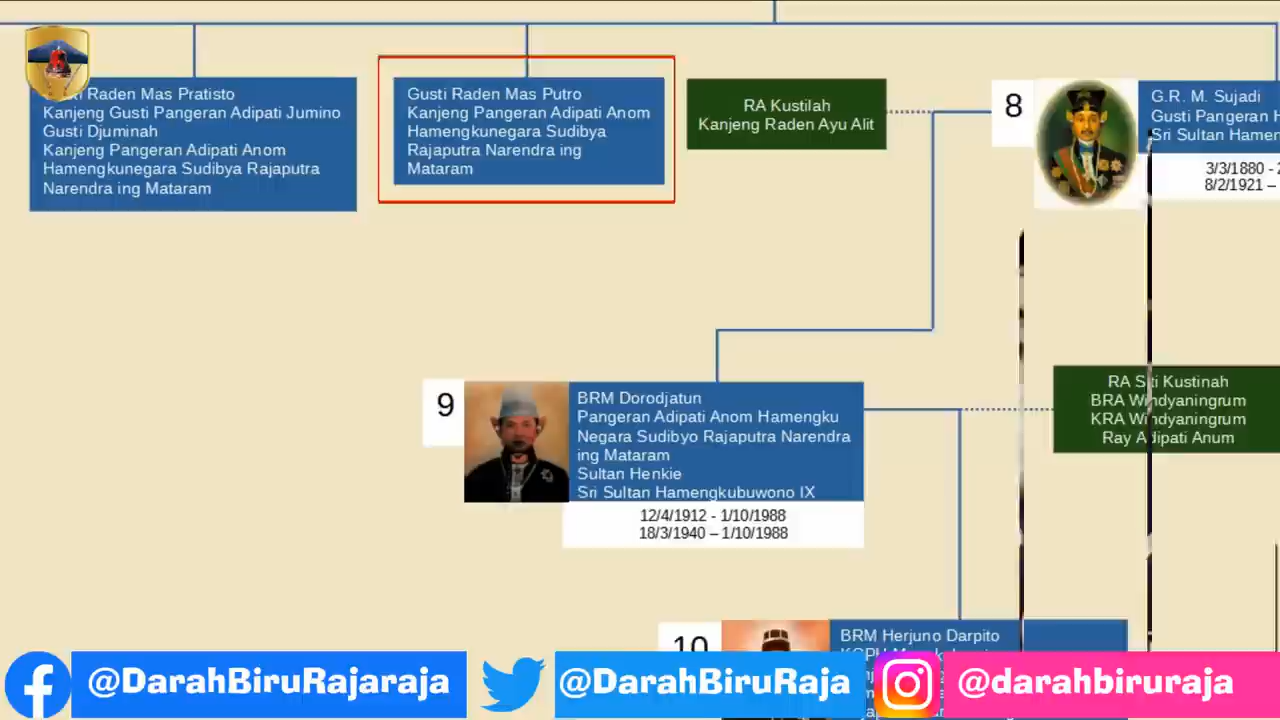 Raden Mas Pratisto
Kanjeng Gusti Pangeran Adipati Jumino
Gusti Djuminah
Kanjeng Pangeran Adipati Anom
Hamengkunegara Sudibya Rajaputra
Narendra ing Mataram
Gusti Raden Mas Putro
Kanjeng Pangeran Adipati Anom
Hamengkunegara Sudibya
Rajaputra Narendra ing
Mataram
RA Kustilah
Kanjeng Raden Ayu Alit
8
G.R. M. Sujadi
Gusti Pangeran
Sri Sultan
3/3/1880 -
8/2/1921 –
9
BRM Dorodjatun
Pangeran Adipati Anom Hamengku
Negara Sudibyo Rajaputra Narendra
ing Mataram
Sultan Henkie
Sri Sultan Hamengkubuwono IX
12/4/1912 - 1/10/1988
18/3/1940 – 1/10/1988
RA Siti Kustinah
BRA Windyaningrum
KRA Windyaningrum
Ray Adipati Anum
10
BRM Herjuno Darpito
@DarahBiruRajaraja
@DarahBiruRaja
@darahbiruraja